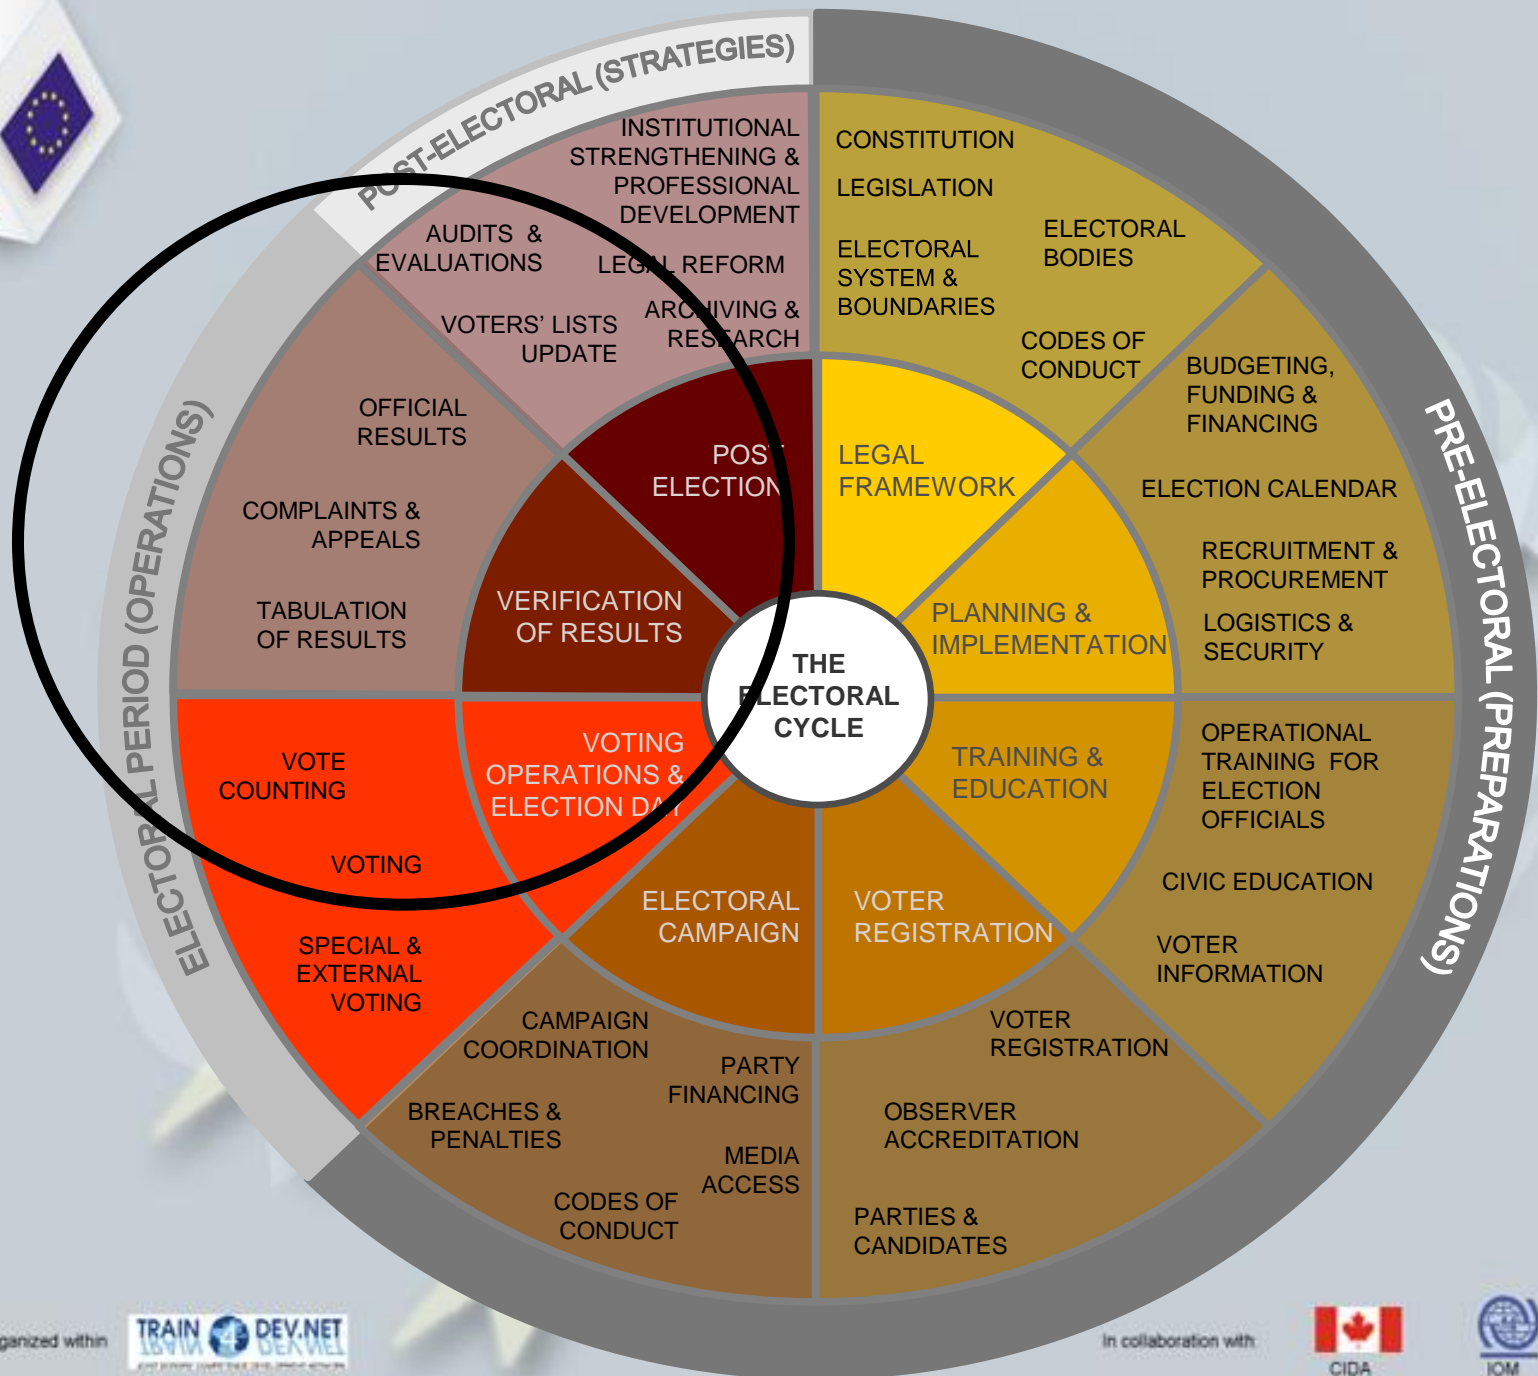 POST-ELECTORAL (STRATEGIES)
INSTITUTIONAL
STRENGTHENING &
PROFESSIONAL
DEVELOPMENT
AUDITS &
EVALUATIONS
LEGAL REFORM
VOTERS' LISTS
UPDATE
ARCHIVING &
RESEARCH
CONSTITUTION
LEGISLATION
ELECTORAL
SYSTEM &
BOUNDARIES
ELECTORAL
BODIES
CODES OF
CONDUCT
BUDGETING,
FUNDING &
FINANCING
ELECTION CALENDAR
RECRUITMENT &
PROCUREMENT
LOGISTICS &
SECURITY
PRE-ELECTORAL (PREPARATIONS)
OFFICIAL
RESULTS
COMPLAINTS &
APPEALS
TABULATION
OF RESULTS
ELECTORAL PERIOD (OPERATIONS)
POST
ELECTION
LEGAL
FRAMEWORK
VERIFICATION
OF RESULTS
PLANNING &
IMPLEMENTATION
THE
ELECTORAL
CYCLE
VOTING
OPERATIONS &
ELECTION DAY
TRAINING &
EDUCATION
ELECTORAL
CAMPAIGN
VOTER
REGISTRATION
VOTE
COUNTING
VOTING
SPECIAL &
EXTERNAL
VOTING
OPERATIONAL
TRAINING FOR
ELECTION
OFFICIALS
CIVIC EDUCATION
VOTER
INFORMATION
CAMPAIGN
COORDINATION
PARTY
FINANCING
BREACHES &
PENALTIES
MEDIA
ACCESS
CODES OF
CONDUCT
VOTER
REGISTRATION
OBSERVER
ACCREDITATION
PARTIES &
CANDIDATES
ganized within
TRAIN 4 DEV.NET
In collaboration with
CIDA
IOM